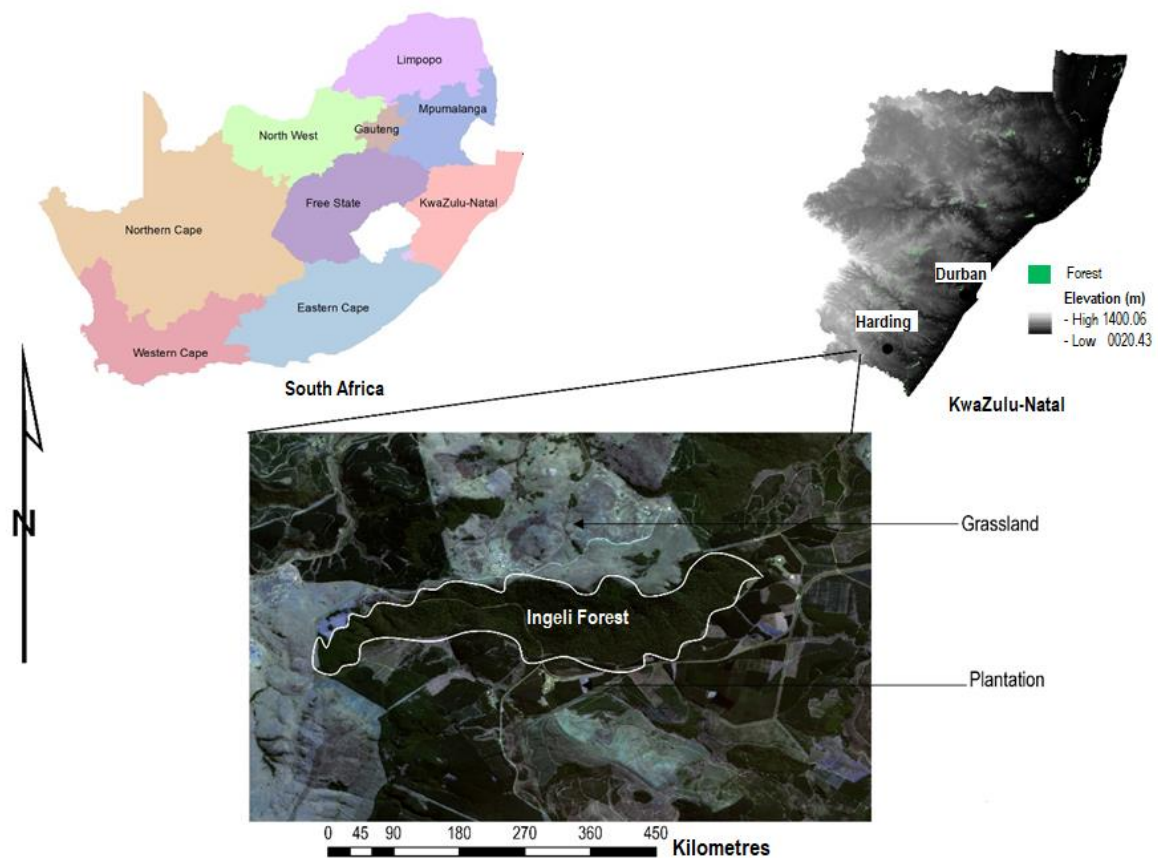 Limpopo
Mpumalanga
Gauteng
North West
Free State
KwaZulu-Natal
Northern Cape
Eastern Cape
Western Cape
South Africa
Durban
Harding
Forest
Elevation (m)
- High 1400.06
- Low 0020.43
KwaZulu-Natal
N
Grassland
Ingeli Forest
Plantation
0 45 90 180 270 360 450
Kilometres